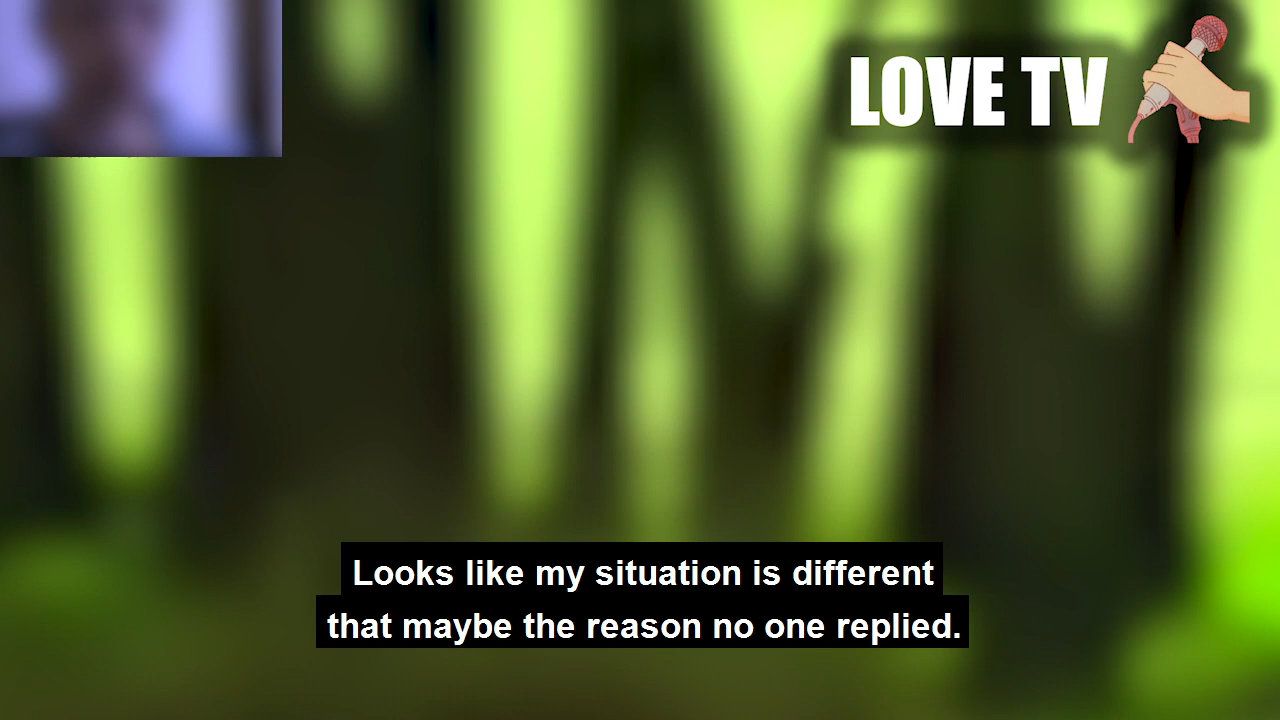 LOVE TV
Looks like my situation is different
that maybe the reason no one replied.